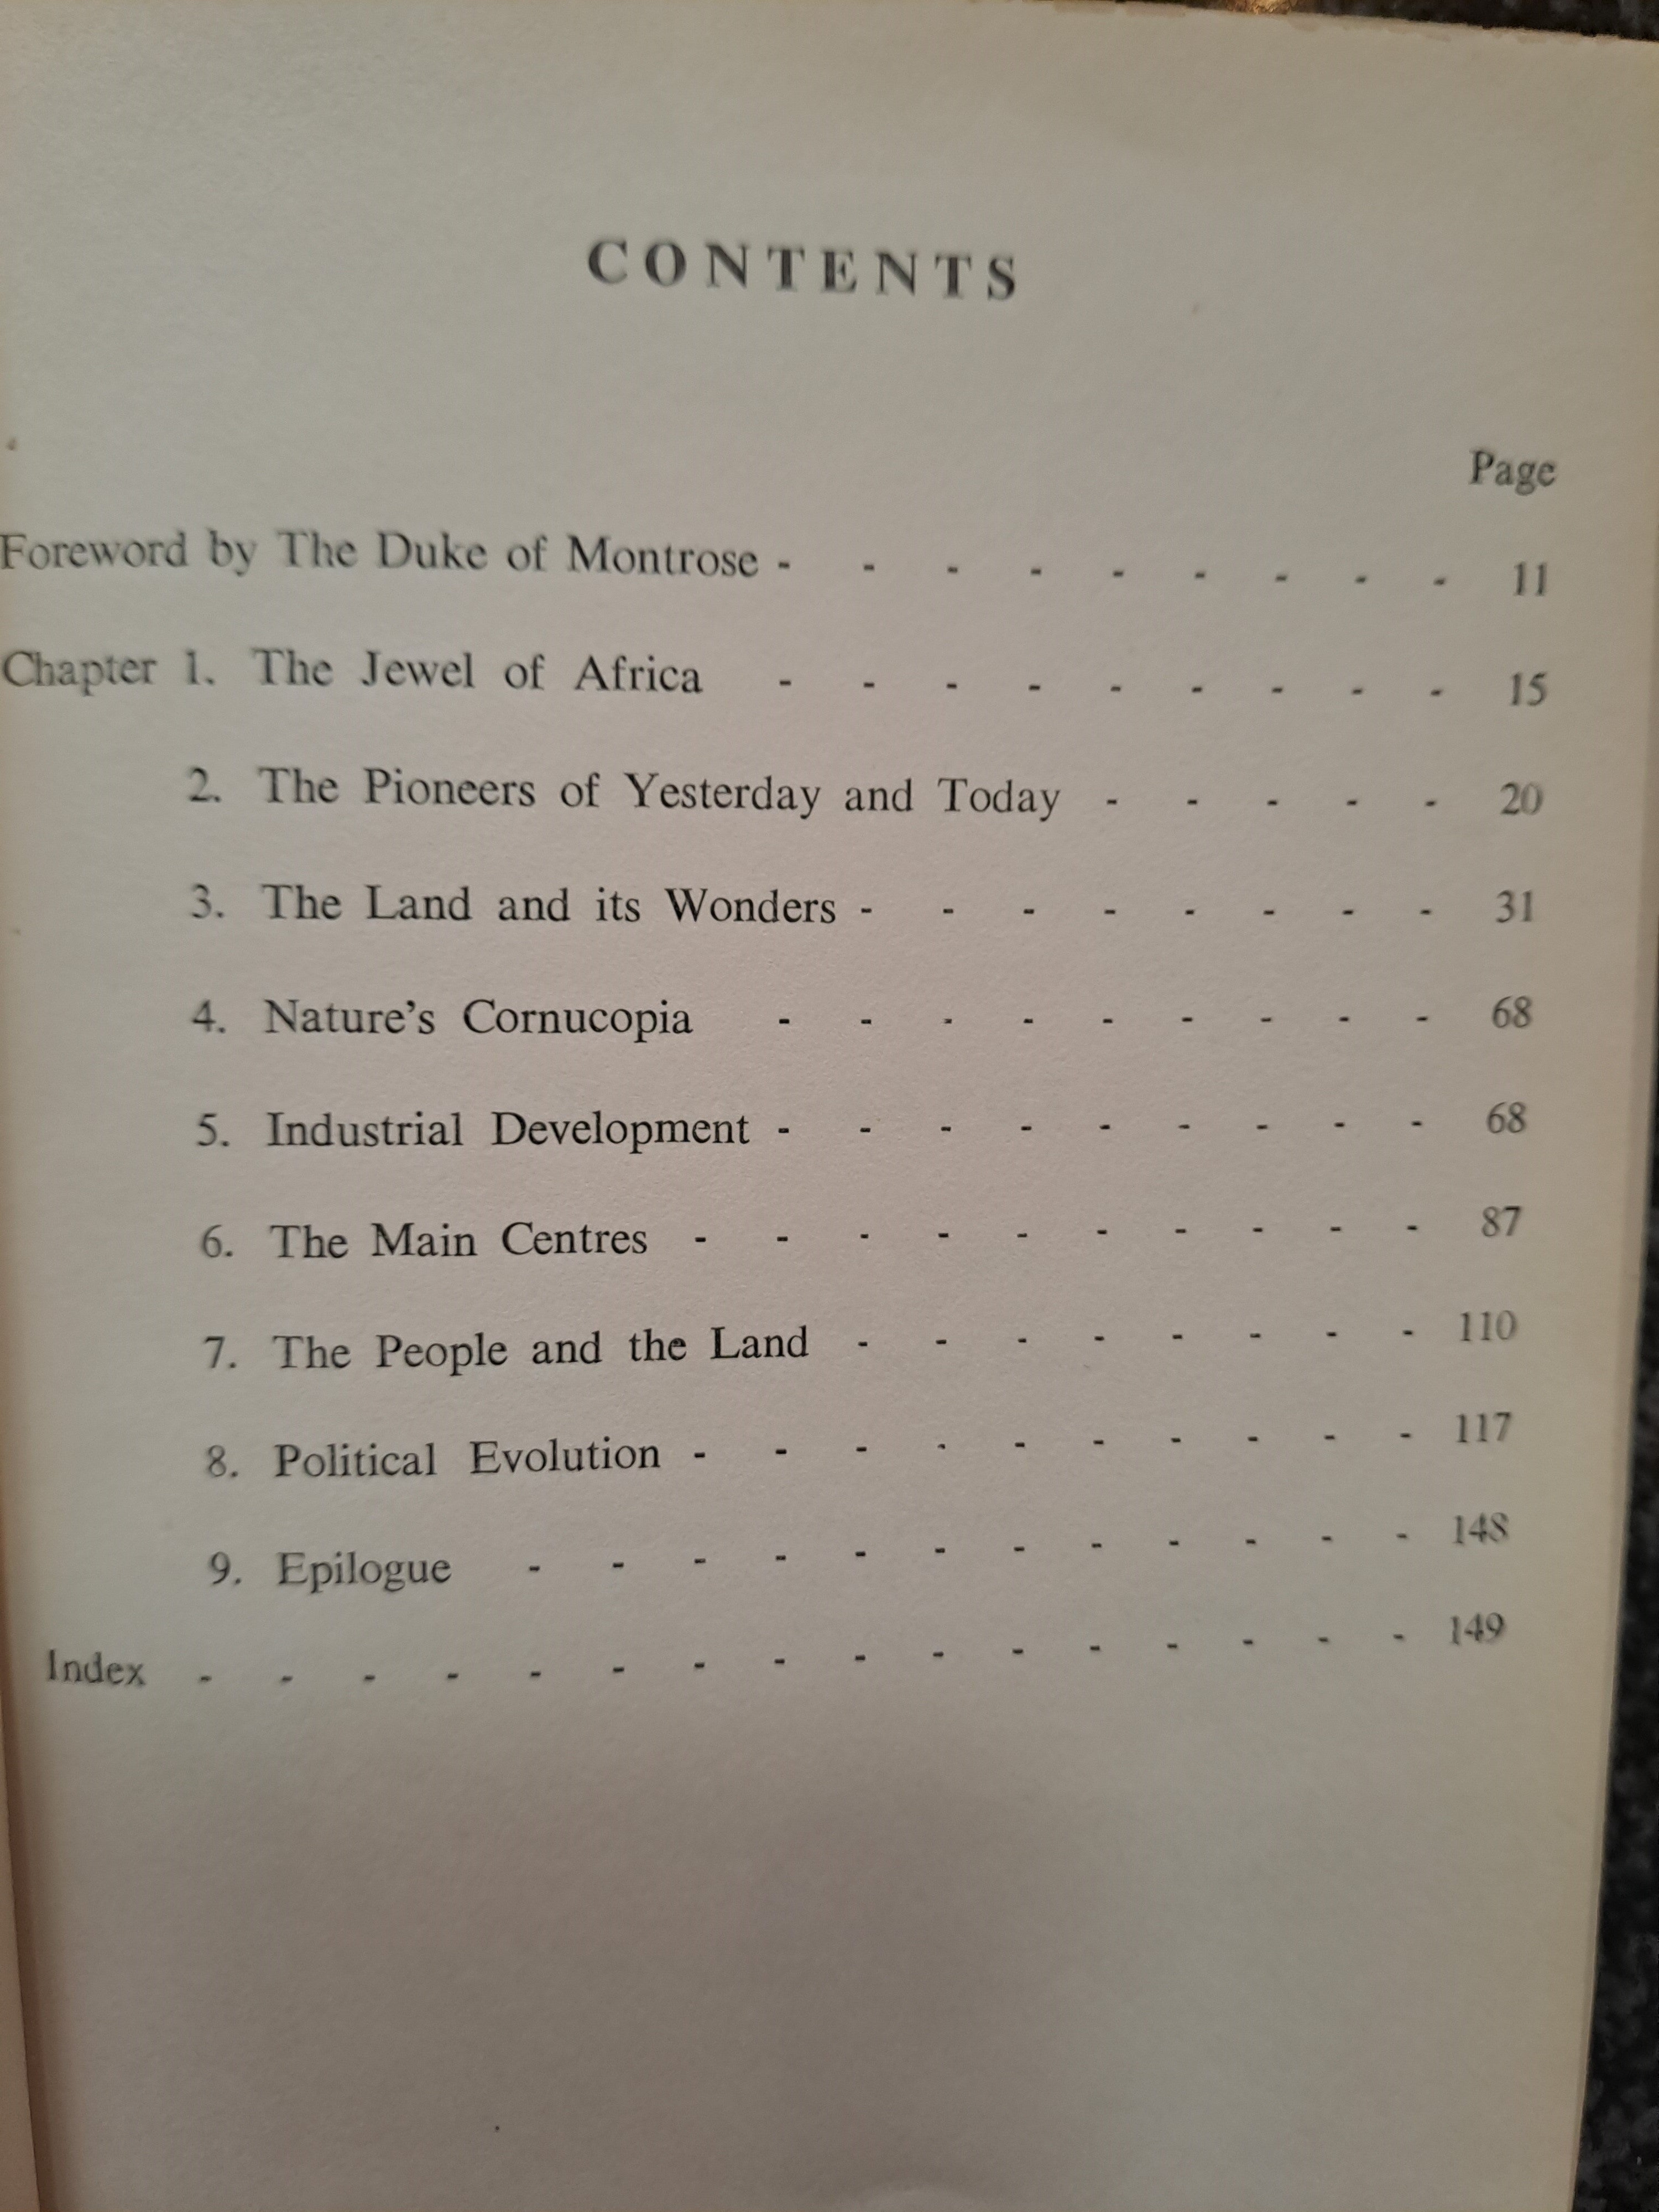 CONTENTS
Page
Foreword by The Duke of Montrose - - - - - - - - - 11
Chapter 1. The Jewel of Africa - - - - - - - - - 15
2. The Pioneers of Yesterday and Today - - - - - 20
3. The Land and its Wonders - - - - - - - - 31
4. Nature's Cornucopia - - - - - - - - - 68
5. Industrial Development - - - - - - - - - 68
6. The Main Centres - - - - - - - - - - 87
7. The People and the Land - - - - - - - - 110
8. Political Evolution - - - - - - - - - - 117
9. Epilogue - - - - - - - - - - - - 148
Index - - - - - - - - - - - - - - - - 149